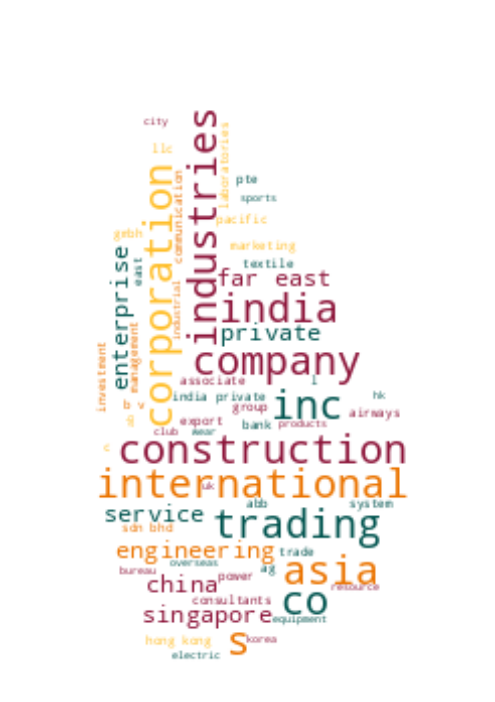 city
industries
llc
laboratories
corporation
communication
pte
sports
pacific
gmbh
marketing
enterprise
east
textile
far east
industrial
india
private
management
investment
company
associate
l
india private
hk
b v
group
inc
airways
ab
export
bank
products
club
wear
c
construction
international
uk
abb
system
service
trading
sdn bhd
engineering
trade
overseas
ag
asia
bureau
power
china
resource
consultants
co
singapore
equipment
s
korea
hong kong
electric